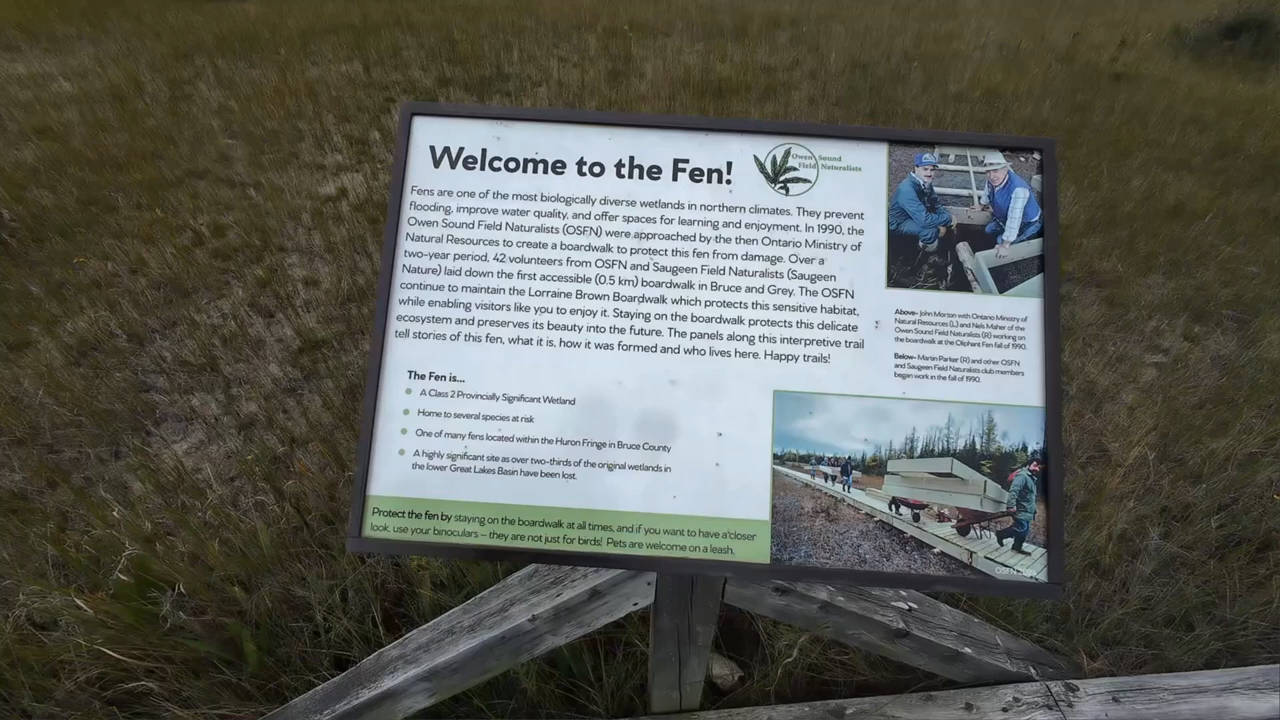 Welcome to the Fen!
Owen Sound
Field Naturalists
Fens are one of the most biologically diverse wetlands in northern climates. They prevent
flooding, improve water quality, and offer spaces for learning and enjoyment. In 1990, the
Owen Sound Field Naturalists (OSFN) were approached by the then Ontario Ministry of
Natural Resources to create a boardwalk to protect this fen from damage. Over a
two-year period, 42 volunteers from OSFN and Saugeen Field Naturalists (Saugeen
Nature) laid down the first accessible (0.5 km) boardwalk in Bruce and Grey. The OSFN
continue to maintain the Lorraine Brown Boardwalk which protects this sensitive habitat,
while enabling visitors like you to enjoy it. Staying on the boardwalk protects this delicate
ecosystem and preserves its beauty into the future. The panels along this interpretive trail
tell stories of this fen, what it is, how it was formed and who lives here. Happy trails!
Above- John Morton with Ontario Ministry of
Natural Resources (L) and Nels Maher of the
Owen Sound Field Naturalists (R) working on
the boardwalk at the Oliphant Fen fall of 1990.
Below- Martin Parker (R) and other OSFN
and Saugeen Field Naturalists club members
began work in the fall of 1990.
The Fen is...
A Class 2 Provincially Significant Wetland
Home to several species at risk
One of many fens located within the Huron Fringe in Bruce County
A highly significant site as over two-thirds of the original wetlands in
the lower Great Lakes Basin have been lost.
Protect the fen by staying on the boardwalk at all times, and if you want to have a closer
look, use your binoculars – they are not just for birds! Pets are welcome on a leash.
OSFN